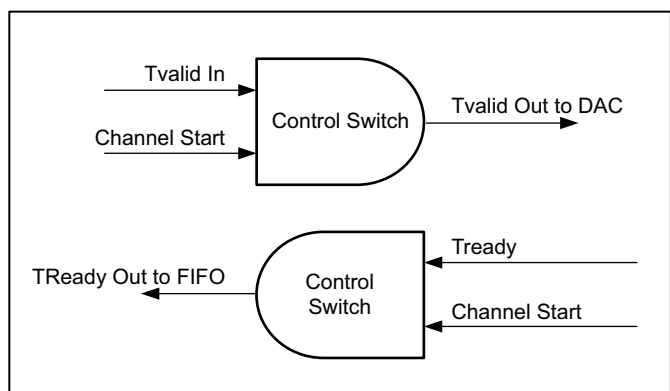 Tvalid In
Channel Start
Control Switch
Tvalid Out to DAC
TReady Out to FIFO
Control
Switch
Tready
Channel Start